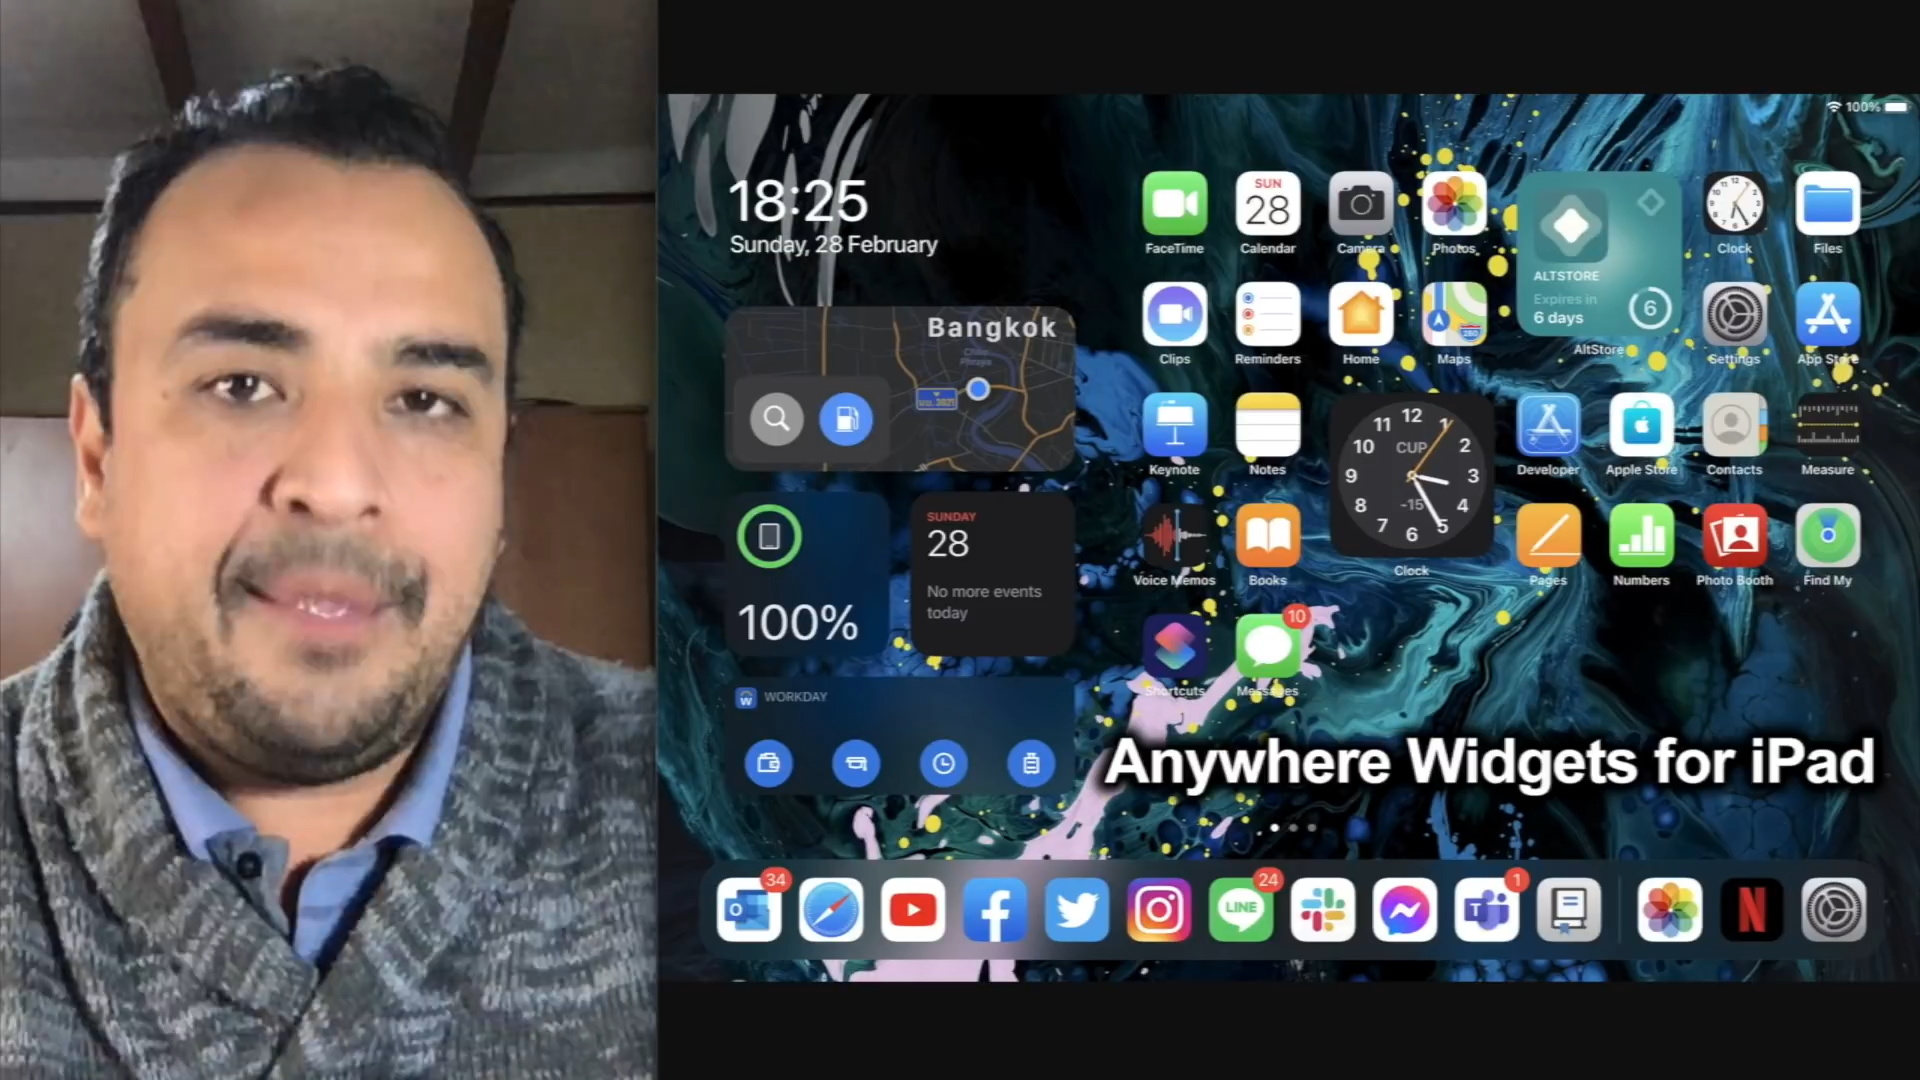 100%
18:25
Sunday, 28 February
FaceTime
SUN
28
Calendar
Camera
Photos
ALTSTORE
Expires in
6 days
6
AltStore
Clock
Files
Bangkok
Chao
Phraya
Clips
Reminders
Home
280
Maps
Settings
App Store
Keynote
Notes
12
1
2
3
4
5
6
7
8
9
10
11
CUP
-15
Clock
Developer
Apple Store
Contacts
Measure
SUNDAY
28
No more events
today
100%
Voice Memos
Books
Pages
Numbers
Photo Booth
Find My
10
Shortcuts
Messages
W WORKDAY
Anywhere Widgets for iPad
34
O
24
LINE
1
T
N